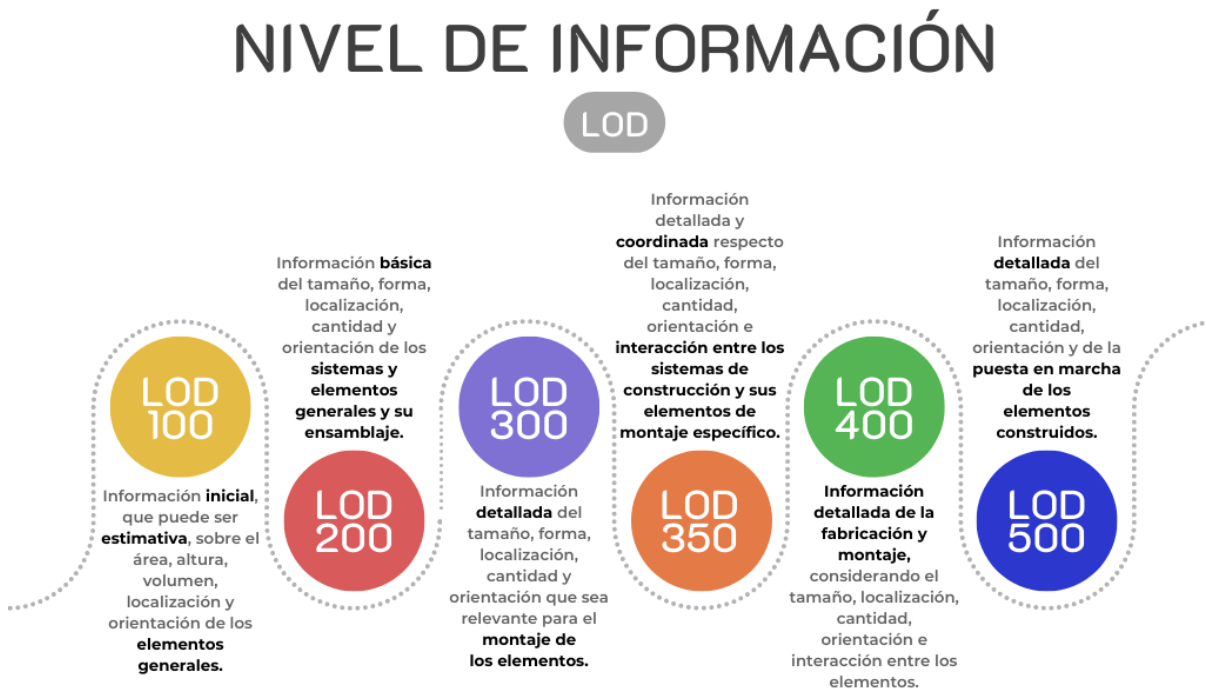 NIVEL DE INFORMACIÓN
LOD
LOD
100
Información inicial,
que puede ser
estimativa, sobre el
área, altura,
volumen,
localización y
orientación de los
elementos
generales.
Información básica
del tamaño, forma,
localización,
cantidad y
orientación de los
sistemas y
elementos
generales y su
ensamblaje.
LOD
200
LOD
300
Información
detallada del
tamaño, forma,
localización,
cantidad y
orientación que sea
relevante para el
montaje de
los elementos.
Información
detallada y
coordinada respecto
del tamaño, forma,
localización,
cantidad,
orientación e
interacción entre los
sistemas de
construcción y sus
elementos de
montaje específico.
LOD
350
LOD
400
Información
detallada de la
fabricación y
montaje,
considerando el
tamaño, localización,
cantidad,
orientación e
interacción entre los
elementos.
Información
detallada del
tamaño, forma,
localización,
cantidad,
orientación y de la
puesta en marcha
de los
elementos
construidos.
LOD
500